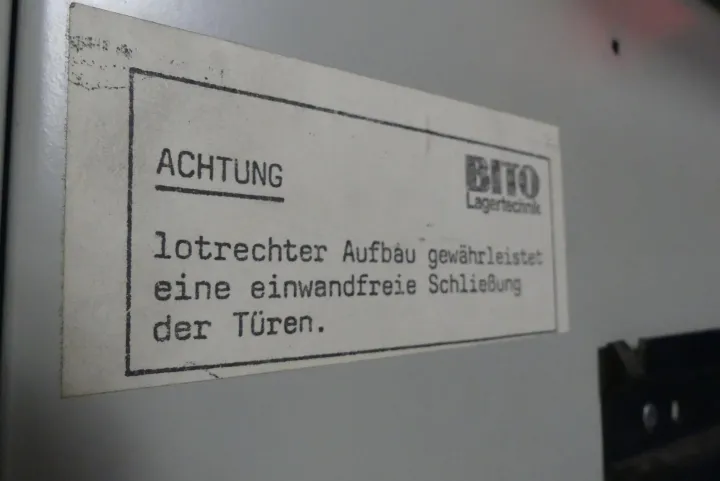 ACHTUNG
BITO
Lagertechnik
lotrechter Aufbau gewährleistet
eine einwandfreie Schließung
der Türen.